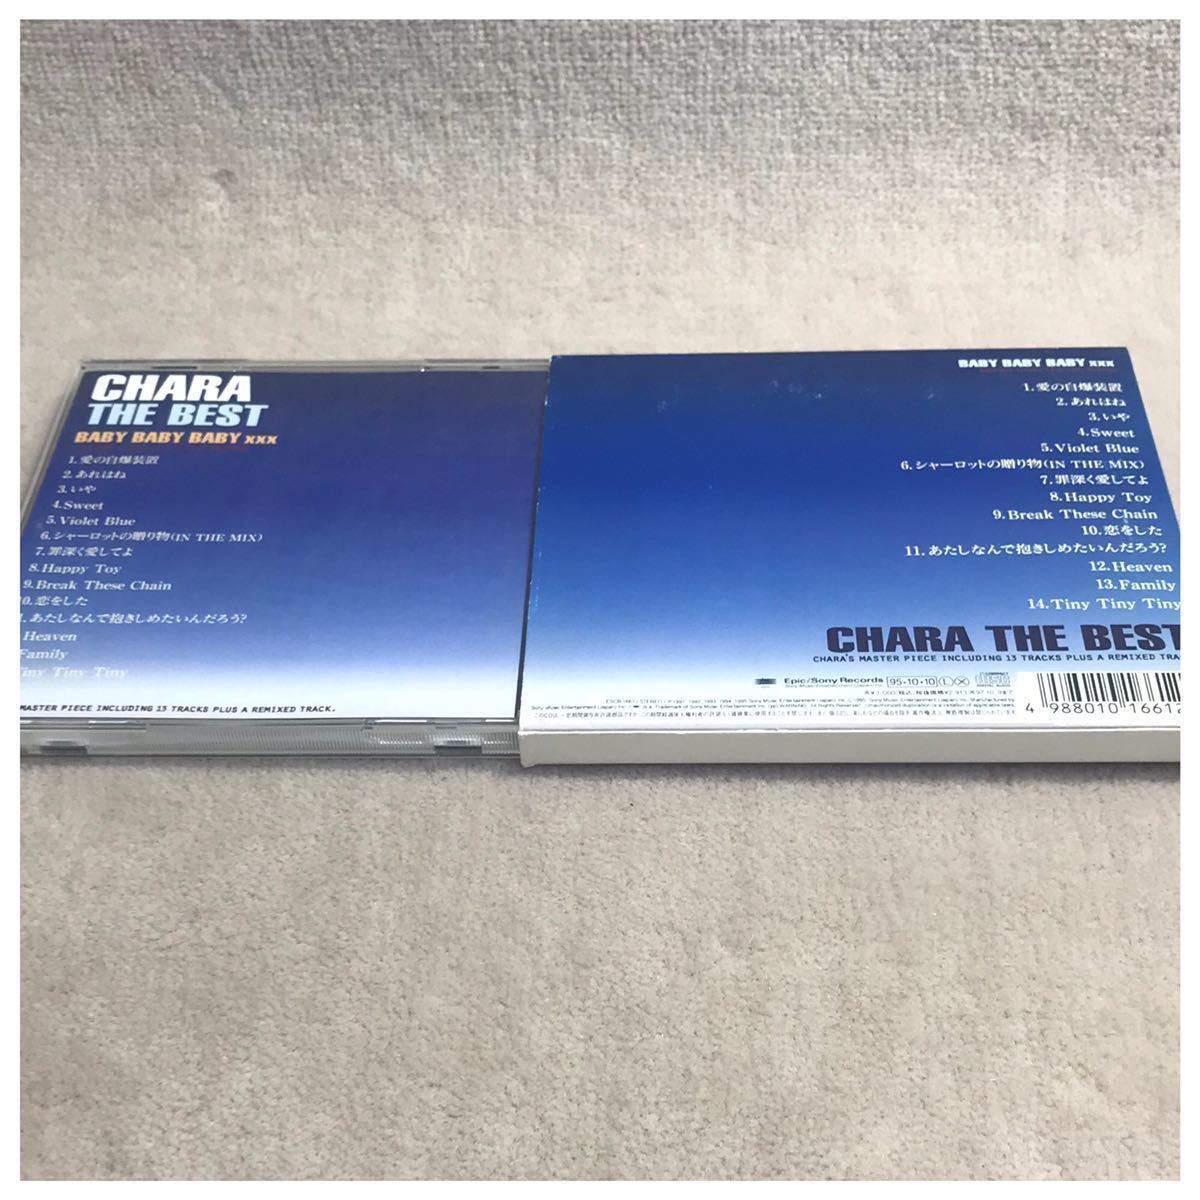 CHARA
THE BEST
BABY BABY BABY xxx
1.愛の自爆装置
2.あれはね
3.いや
4.Sweet
5.Violet Blue
6.シャーロットの贈り物(IN THE MIX)
7.罪深く愛してよ
8.Happy Toy
9.Break These Chain
0.恋をした
1.あたしなんで抱きしめたいんだろう?
Heaven
Family
Tiny Tiny Tiny
MASTER PIECE INCLUDING 13 TRACKS PLUS A REMIXED TRACK.
BABY BABY BABY xxx
1.愛の自爆装置
2.あれはね
3.いや
4.Sweet
5.Violet Blue
6.シャーロットの贈り物(IN THE MIX)
7.罪深く愛してよ
8.Happy Toy
9.Break These Chain
10.恋をした
11.あたしなんで抱きしめたいんだろう?
12.Heaven
13.Family
14.Tiny Tiny Tiny
CHARA THE BEST
CHARA'S MASTER PIECE INCLUDING 13 TRACKS PLUS A REMIXED TRA
Epic/Sony Records 95·10·10 L X
4 988010 16612